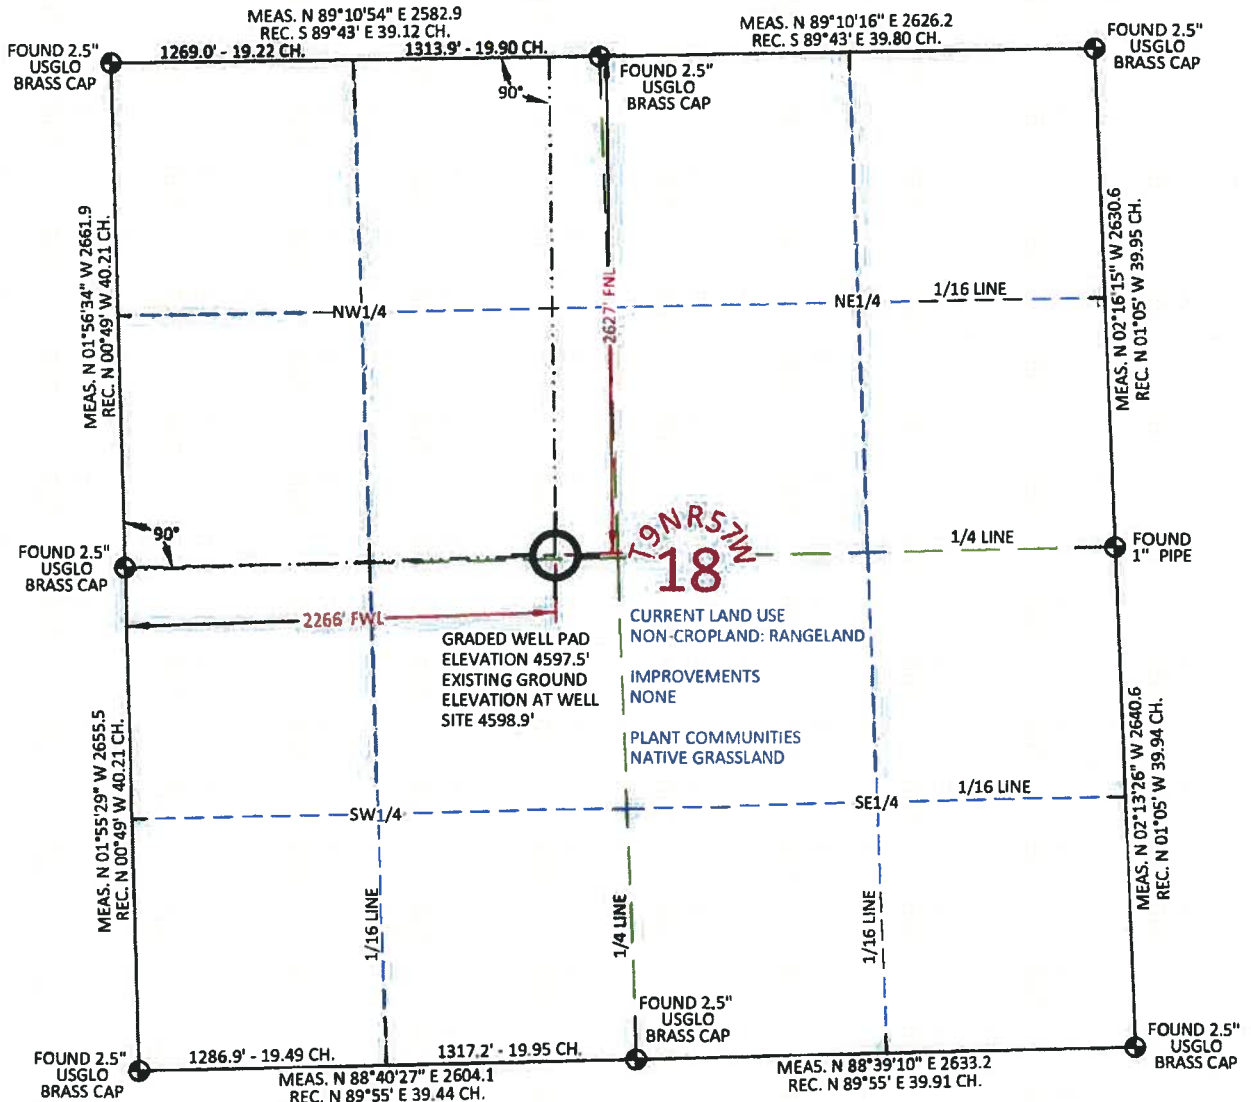 MEAS. N 89°10'54" E 2582.9
REC. S 89°43' E 39.12 CH.
MEAS. N 89°10'16" E 2626.2
REC. S 89°43' E 39.80 CH.
FOUND 2.5"
USGLO
BRASS CAP
1269.0' - 19.22 CH.
1313.9' - 19.90 CH.
FOUND 2.5"
USGLO
BRASS CAP
FOUND 2.5"
USGLO
BRASS CAP
90°
MEAS. N 01°56'34" W 2661.9
REC. N 00°49' W 40.21 CH.
2627' FNL
MEAS. N 02°16'15" W 2630.6
REC. N 01°05' W 39.95 CH.
NW1/4
NE1/4
1/16 LINE
90°
FOUND 2.5"
USGLO
BRASS CAP
T9N R57W
18
1/4 LINE
FOUND
1" PIPE
2266' FWL
GRADED WELL PAD
ELEVATION 4597.5'
EXISTING GROUND
ELEVATION AT WELL
SITE 4598.9'
CURRENT LAND USE
NON-CROPLAND: RANGELAND
IMPROVEMENTS
NONE
PLANT COMMUNITIES
NATIVE GRASSLAND
MEAS. N 01°55'29" W 2655.5
REC. N 00°49' W 40.21 CH.
MEAS. N 02°13'26" W 2640.6
REC. N 01°05' W 39.94 CH.
SW1/4
SE1/4
1/16 LINE
1/16 LINE
1/4 LINE
1/16 LINE
FOUND 2.5"
USGLO
BRASS CAP
FOUND 2.5"
USGLO
BRASS CAP
FOUND 2.5"
USGLO
BRASS CAP
1286.9' - 19.49 CH.
1317.2' - 19.95 CH.
MEAS. N 88°40'27" E 2604.1
REC. N 89°55' E 39.44 CH.
MEAS. N 88°39'10" E 2633.2
REC. N 89°55' E 39.91 CH.